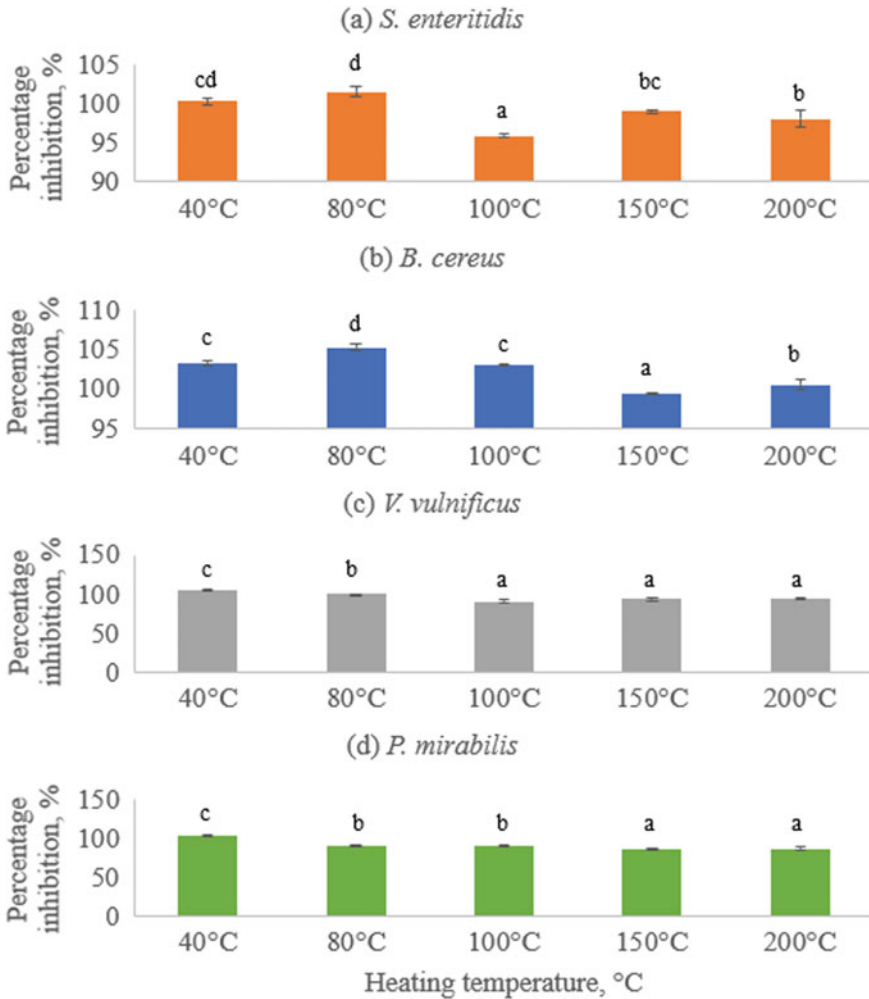 (a) S. enteritidis
Percentage
inhibition, %
105
100
95
90
cd
d
a
bc
b
40°C 80°C 100°C 150°C 200°C
(b) B. cereus
Percentage
inhibition, %
110
105
100
95
c
d
c
a
b
40°C 80°C 100°C 150°C 200°C
(c) V. vulnificus
Percentage
inhibition, %
150
100
50
0
c
b
a
a
a
40°C 80°C 100°C 150°C 200°C
(d) P. mirabilis
Percentage
inhibition, %
150
100
50
0
c
b
b
a
a
40°C 80°C 100°C 150°C 200°C
Heating temperature, °C